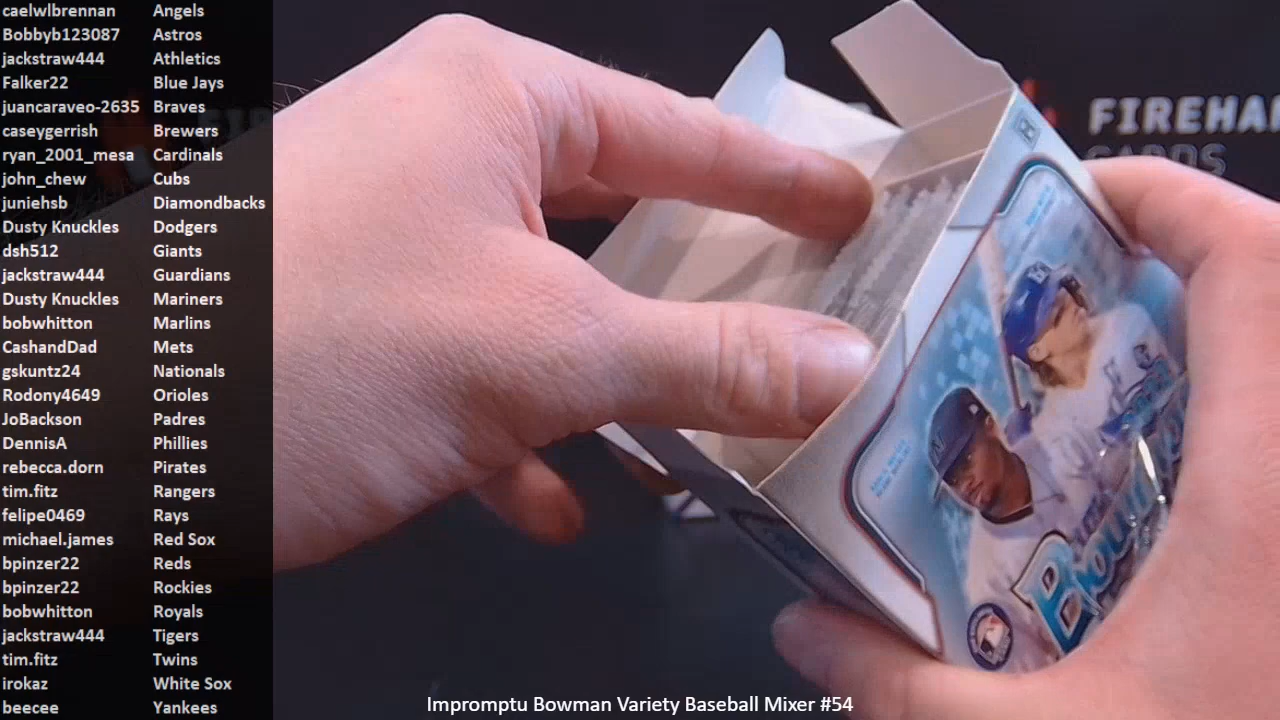 caelwlbrennan Angels
Bobbyb123087 Astros
jackstraw444 Athletics
Falker22 Blue Jays
juancaraveo-2635 Braves
caseygerrish Brewers
ryan_2001_mesa Cardinals
john_chew Cubs
juniehsb Diamondbacks
Dusty Knuckles Dodgers
dsh512 Giants
jackstraw444 Guardians
Dusty Knuckles Mariners
bobwhitton Marlins
CashandDad Mets
gskuntz24 Nationals
Rodony4649 Orioles
JoBackson Padres
DennisA Phillies
rebecca.dorn Pirates
tim.fitz Rangers
felipe0469 Rays
michael.james Red Sox
bpinzer22 Reds
bpinzer22 Rockies
bobwhitton Royals
jackstraw444 Tigers
tim.fitz Twins
irokaz White Sox
beecee Yankees
FIREHA
CARDS
Impromptu Bowman Variety Baseball Mixer #54